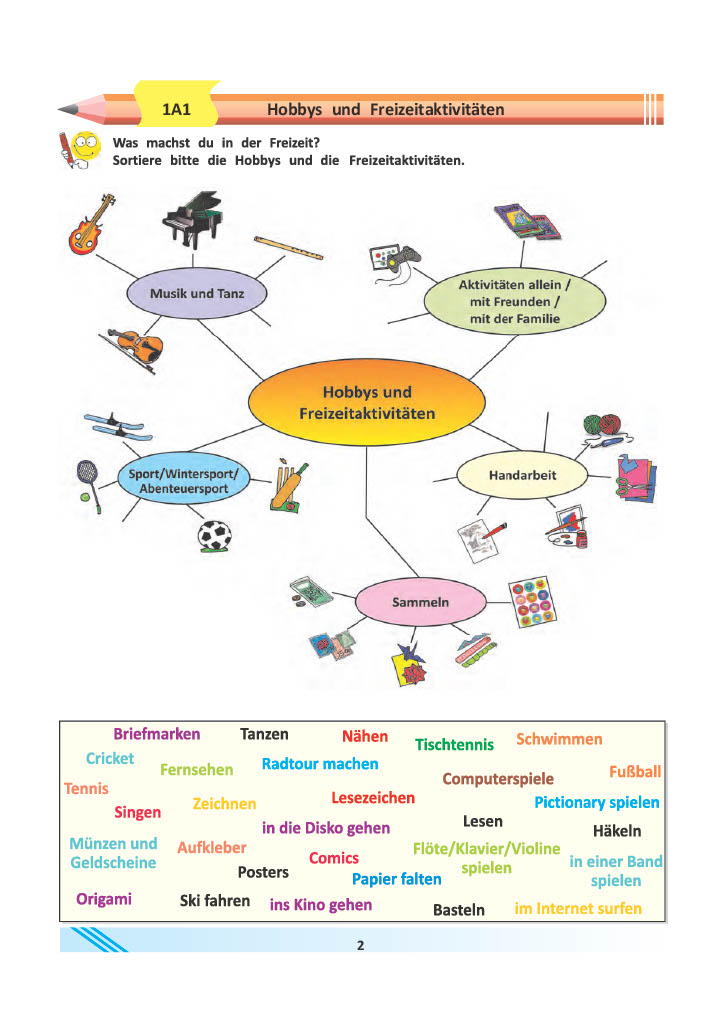 1A1
Hobbys und Freizeitaktivitäten
Was machst du in der Freizeit?
Sortiere bitte die Hobbys und die Freizeitaktivitäten.
Musik und Tanz
Aktivitäten allein /
mit Freunden /
mit der Familie
Hobbys und
Freizeitaktivitäten
Sport/Wintersport/
Abenteuersport
Handarbeit
Sammeln
Briefmarken
Tanzen
Nähen
Tischtennis
Schwimmen
Cricket
Fernsehen
Radtour machen
Computerspiele
Fußball
Tennis
Singen
Zeichnen
Lesezeichen
Pictionary spielen
in die Disko gehen
Lesen
Häkeln
Münzen und
Geldscheine
Aufkleber
Posters
Comics
Papier falten
Flöte/Klavier/Violine
spielen
in einer Band
spielen
Origami
Ski fahren
ins Kino gehen
Basteln
im Internet surfen
2